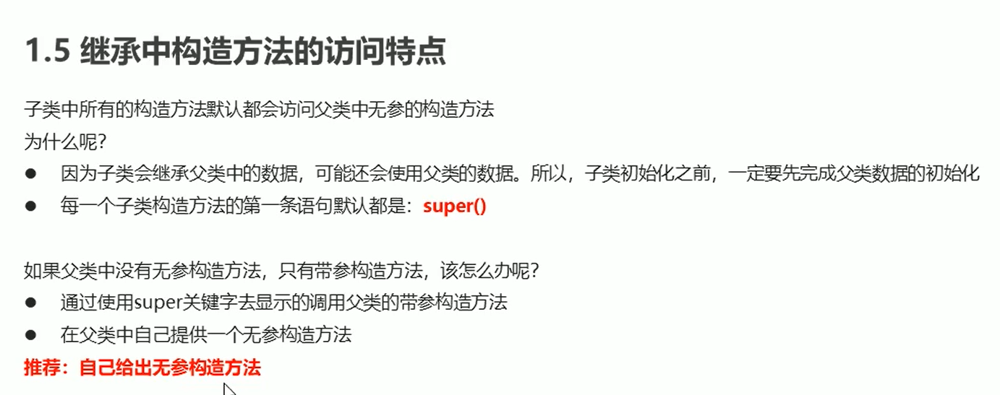 1.5 继承中构造方法的访问特点
子类中所有的构造方法默认都会访问父类中无参的构造方法
为什么呢?
● 因为子类会继承父类中的数据，可能还会使用父类的数据。所以，子类初始化之前，一定要先完成父类数据的初始化
● 每一个子类构造方法的第一条语句默认都是：super()
如果父类中没有无参构造方法，只有带参构造方法，该怎么办呢?
● 通过使用super关键字去显示的调用父类的带参构造方法
● 在父类中自己提供一个无参构造方法
推荐：自己给出无参构造方法